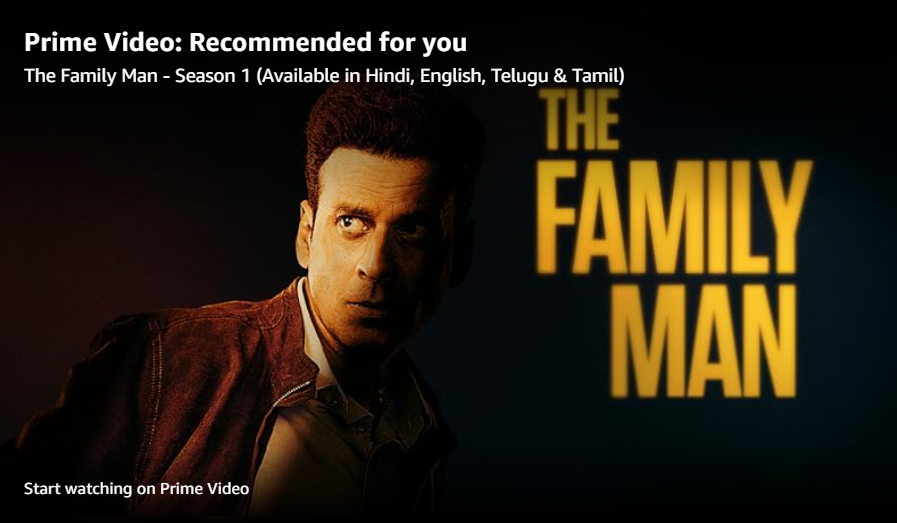 Prime Video: Recommended for you
The Family Man - Season 1 (Available in Hindi, English, Telugu & Tamil)
THE
FAMILY
MAN
Start watching on Prime Video